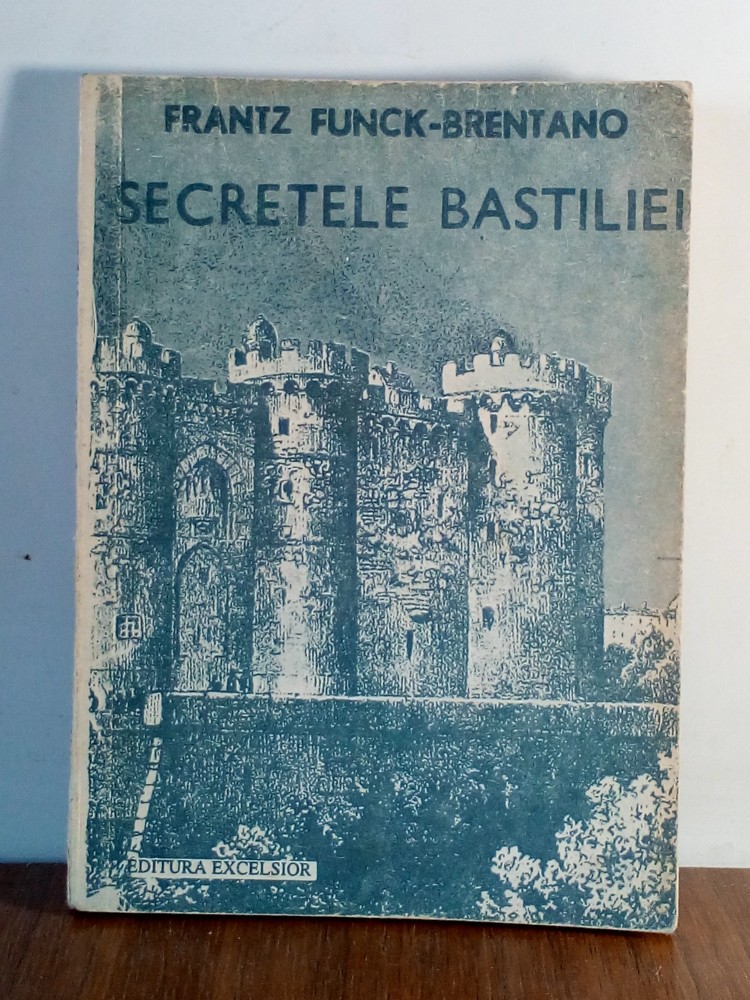 FRANTZ FUNCK-BRENTANO
SECRETELE BASTILIEI
EDITURA EXCELSIOR